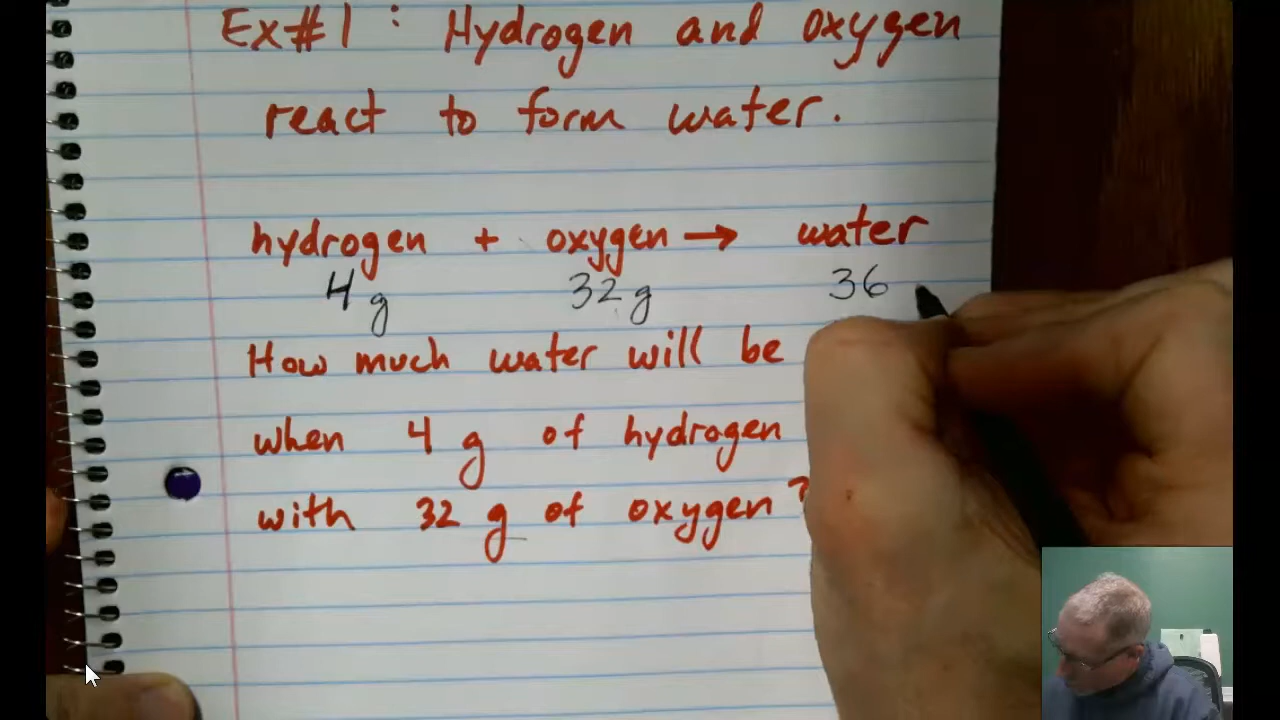 Ex#1 : Hydrogen and oxygen
react to form water.
hydrogen + oxygen → water
4 g 32 g 36
How much water will be
when 4 g of hydrogen
with 32 g of oxygen?